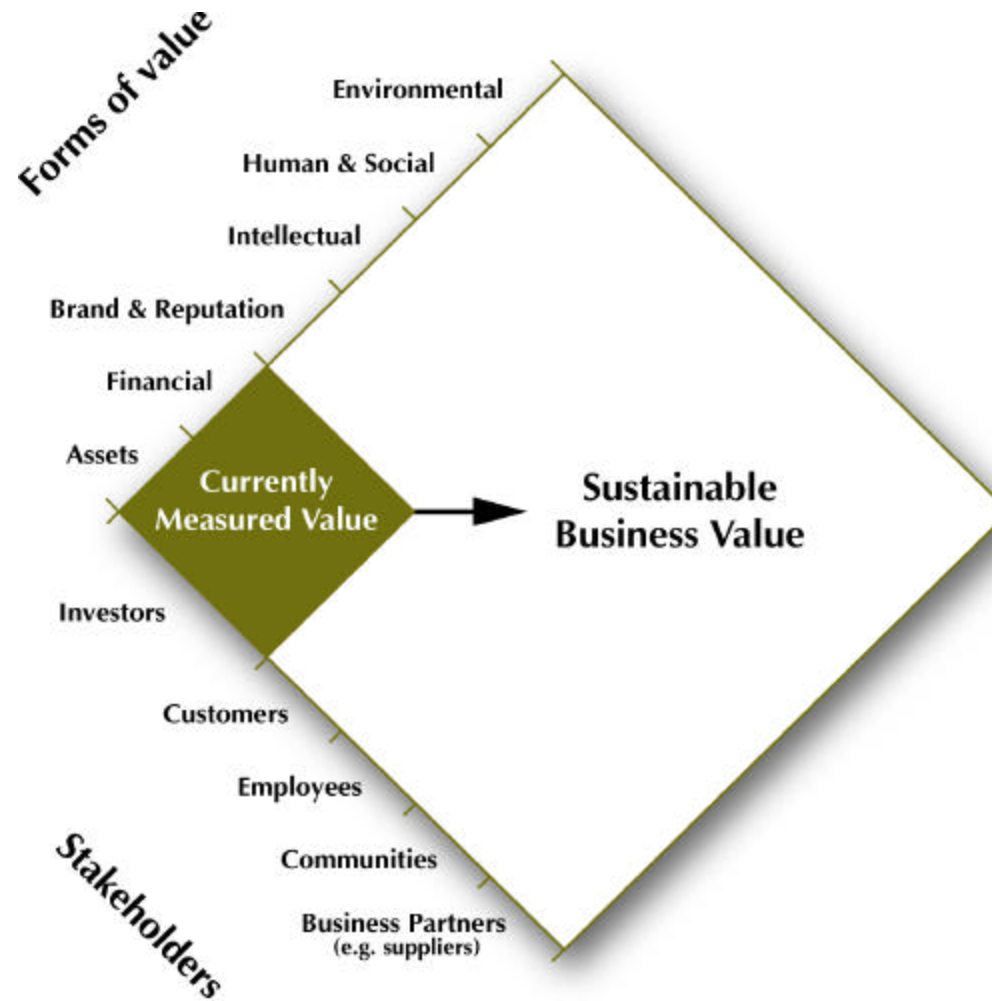 Forms of value
Environmental
Human & Social
Intellectual
Brand & Reputation
Financial
Assets
Currently
Measured Value
Sustainable
Business Value
Investors
Customers
Employees
Communities
Business Partners
(e.g. suppliers)
Stakeholders